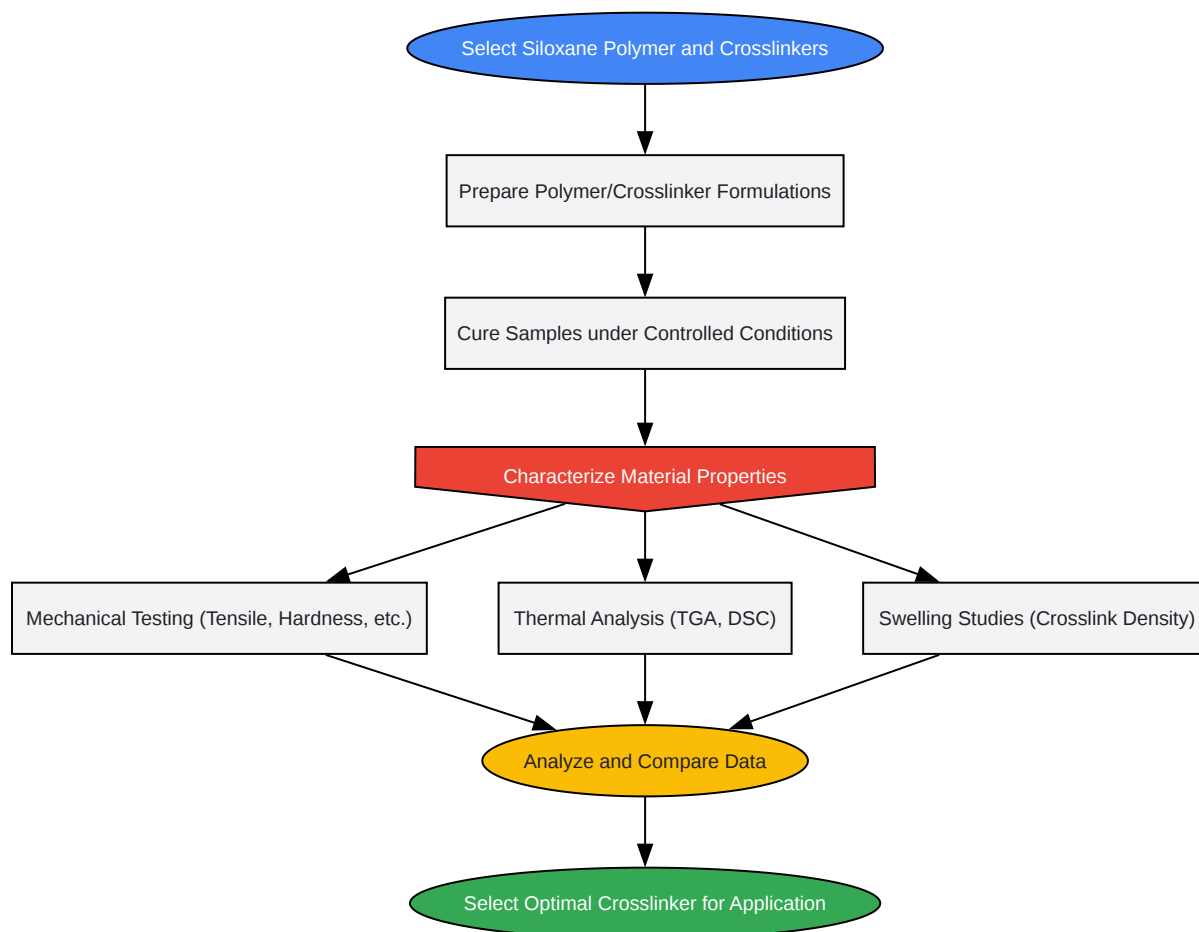 Select Siloxane Polymer and Crosslinkers
Prepare Polymer/Crosslinker Formulations
Cure Samples under Controlled Conditions
Characterize Material Properties
Mechanical Testing (Tensile, Hardness, etc.)
Thermal Analysis (TGA, DSC)
Swelling Studies (Crosslink Density)
Analyze and Compare Data
Select Optimal Crosslinker for Application